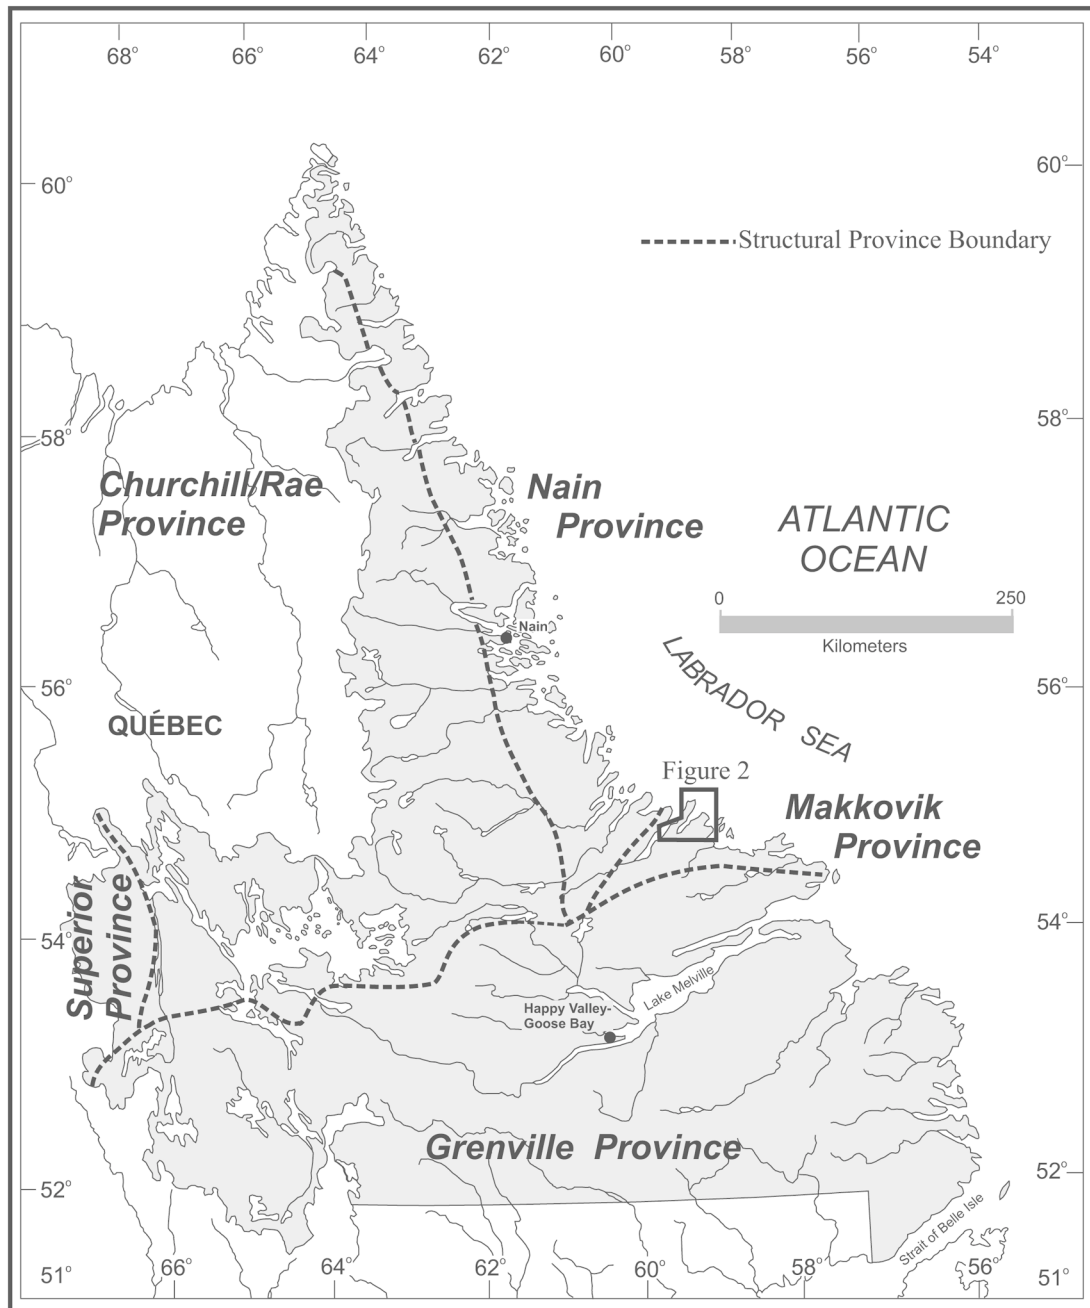 68° 66° 64° 62° 60° 58° 56° 54°
60° 60°
Structural Province Boundary
58° 58°
Churchill/Rae
Province
Nain
Province
ATLANTIC
OCEAN
0 250
Kilometers
Nain
LABRADOR SEA
56° 56°
QUÉBEC
Figure 2
Makkovik
Province
Superior
Province
54° 54°
Lake Melville
Happy Valley-
Goose Bay
Grenville Province
52° 52°
Strait of Belle Isle
51° 66° 64° 62° 60° 58° 56° 51°